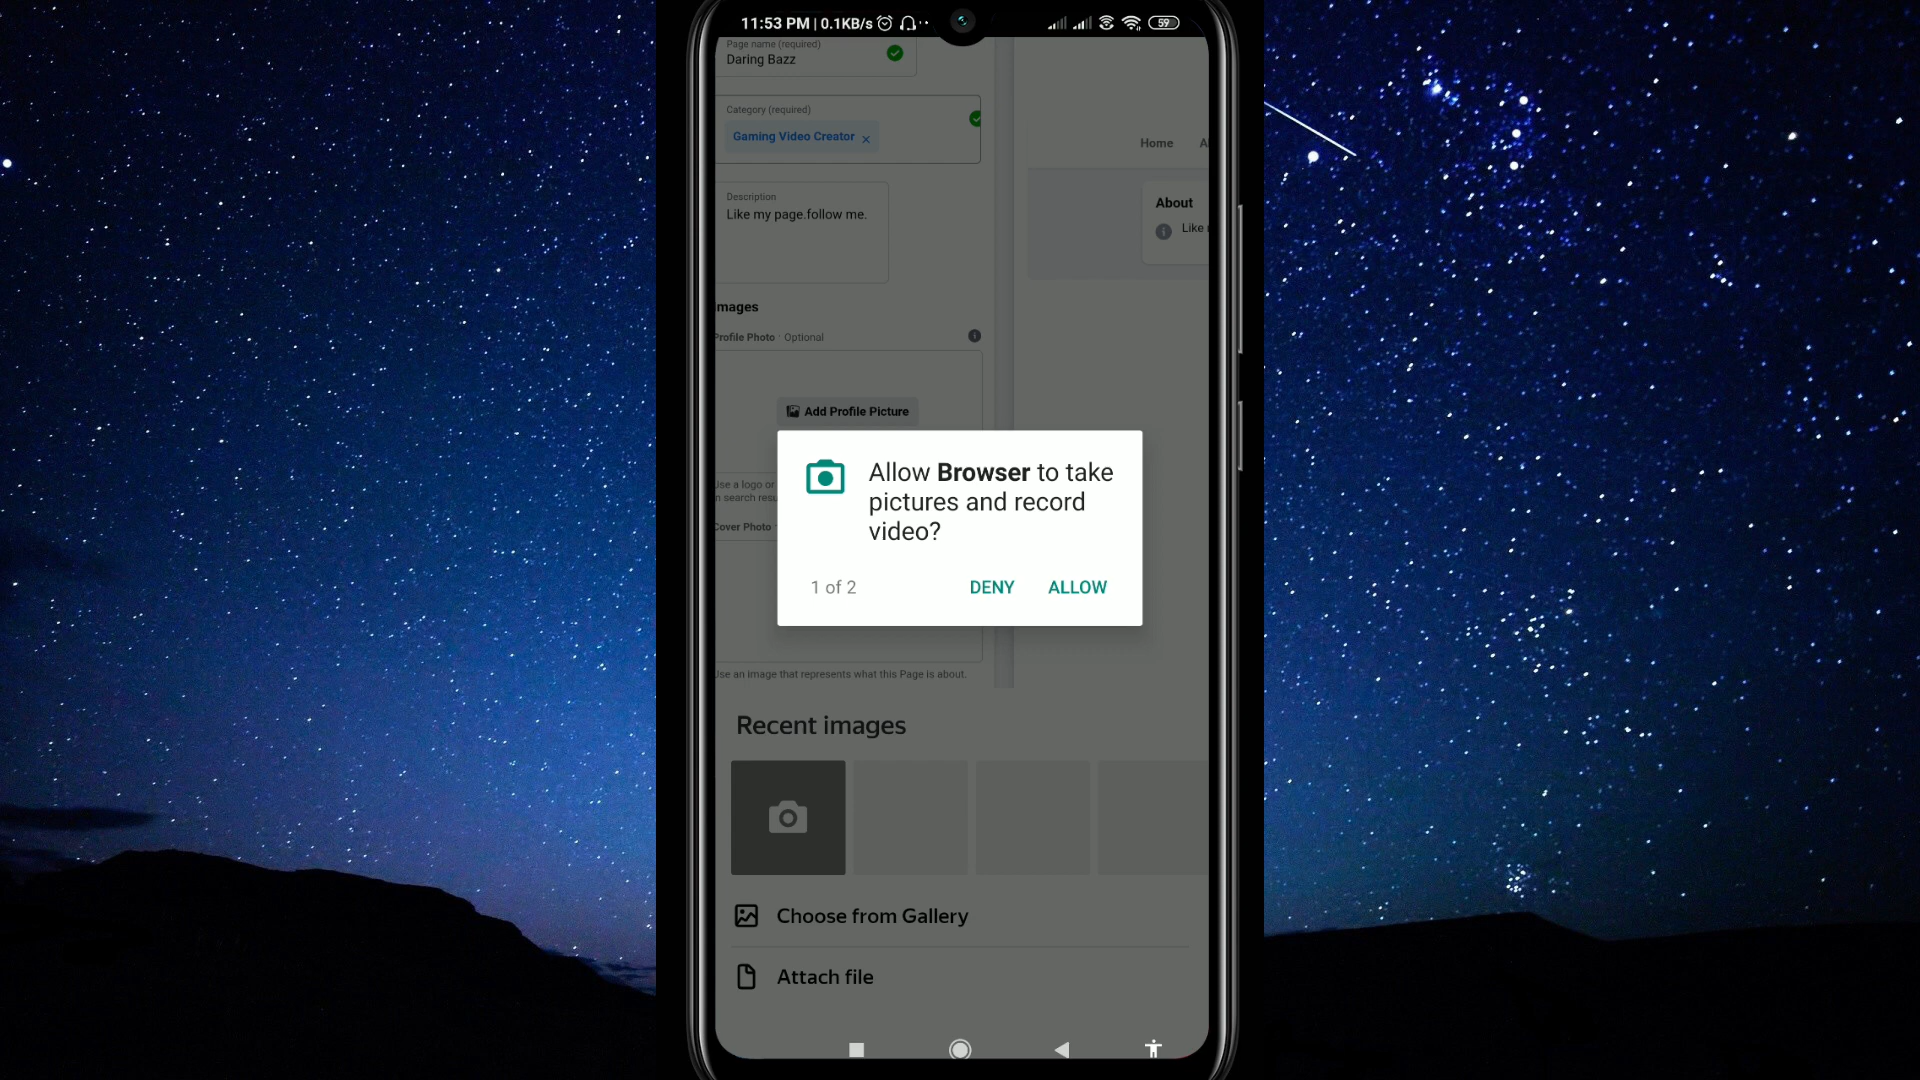 11:53 PM | 0.1KB/s
59
Page name (required)
Daring Bazz
Category (required)
Gaming Video Creator ×
Home
About
Description
Like my page.follow me.
Like
mages
Profile Photo · Optional
Add Profile Picture
Allow Browser to take
pictures and record
video?
Use a logo or
n search resu
Cover Photo
1 of 2
DENY
ALLOW
Use an image that represents what this Page is about.
Recent images
Choose from Gallery
Attach file